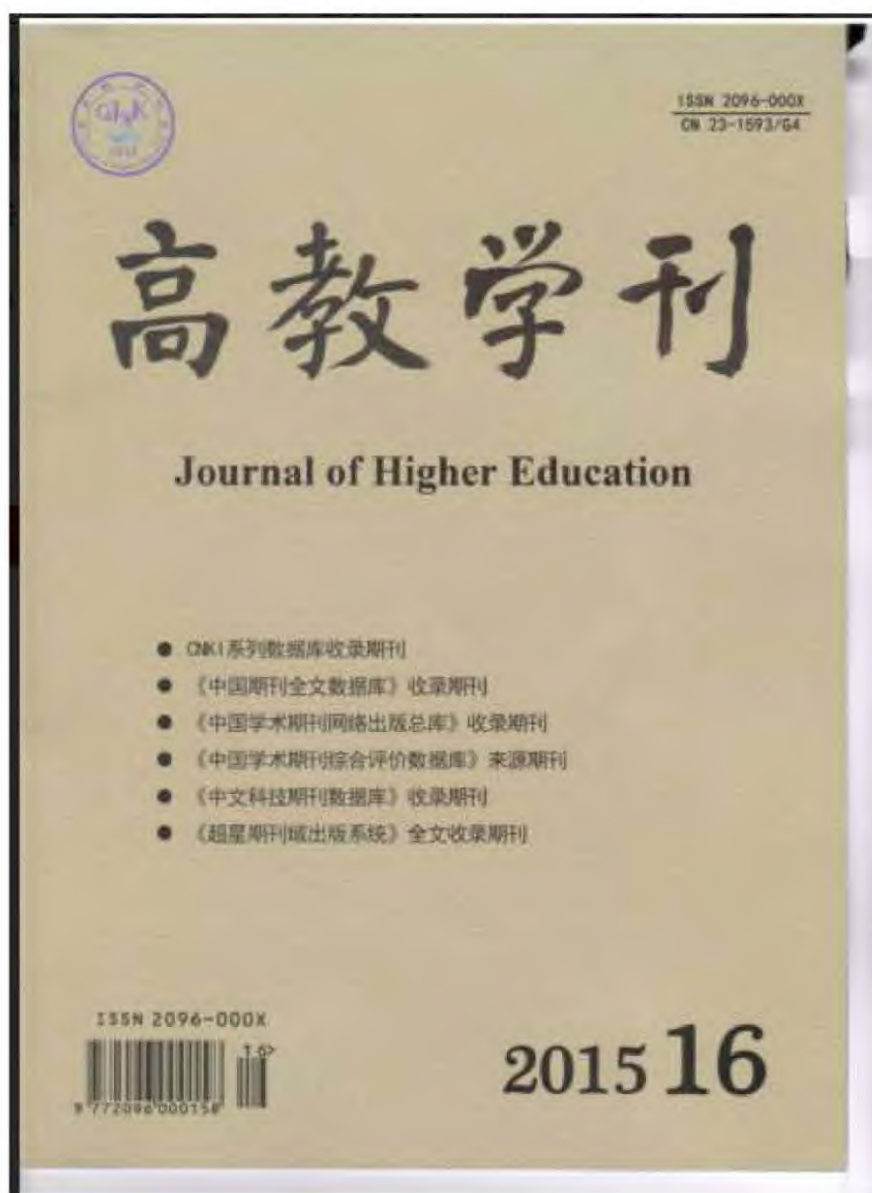 ISSN 2096-000X
CN 23-1593/G4
高教学刊
Journal of Higher Education
● CNKI系列数据库收录期刊
● 《中国期刊全文数据库》收录期刊
● 《中国学术期刊网络出版总库》收录期刊
● 《中国学术期刊综合评价数据库》来源期刊
● 《中文科技期刊数据库》收录期刊
● 《超星期刊域出版系统》全文收录期刊
ISSN 2096-000X
16>
9 772096 000158
2015 16